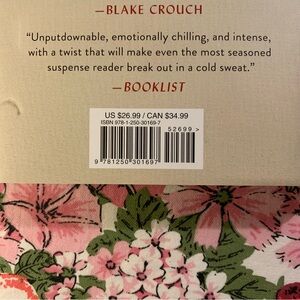 —BLAKE CROUCH
“Unputdownable, emotionally chilling, and intense,
with a twist that will make even the most seasoned
suspense reader break out in a cold sweat.”
—BOOKLIST
US $26.99 / CAN $34.99
ISBN 978-1-250-30169-7
52699>
9 781250 301697